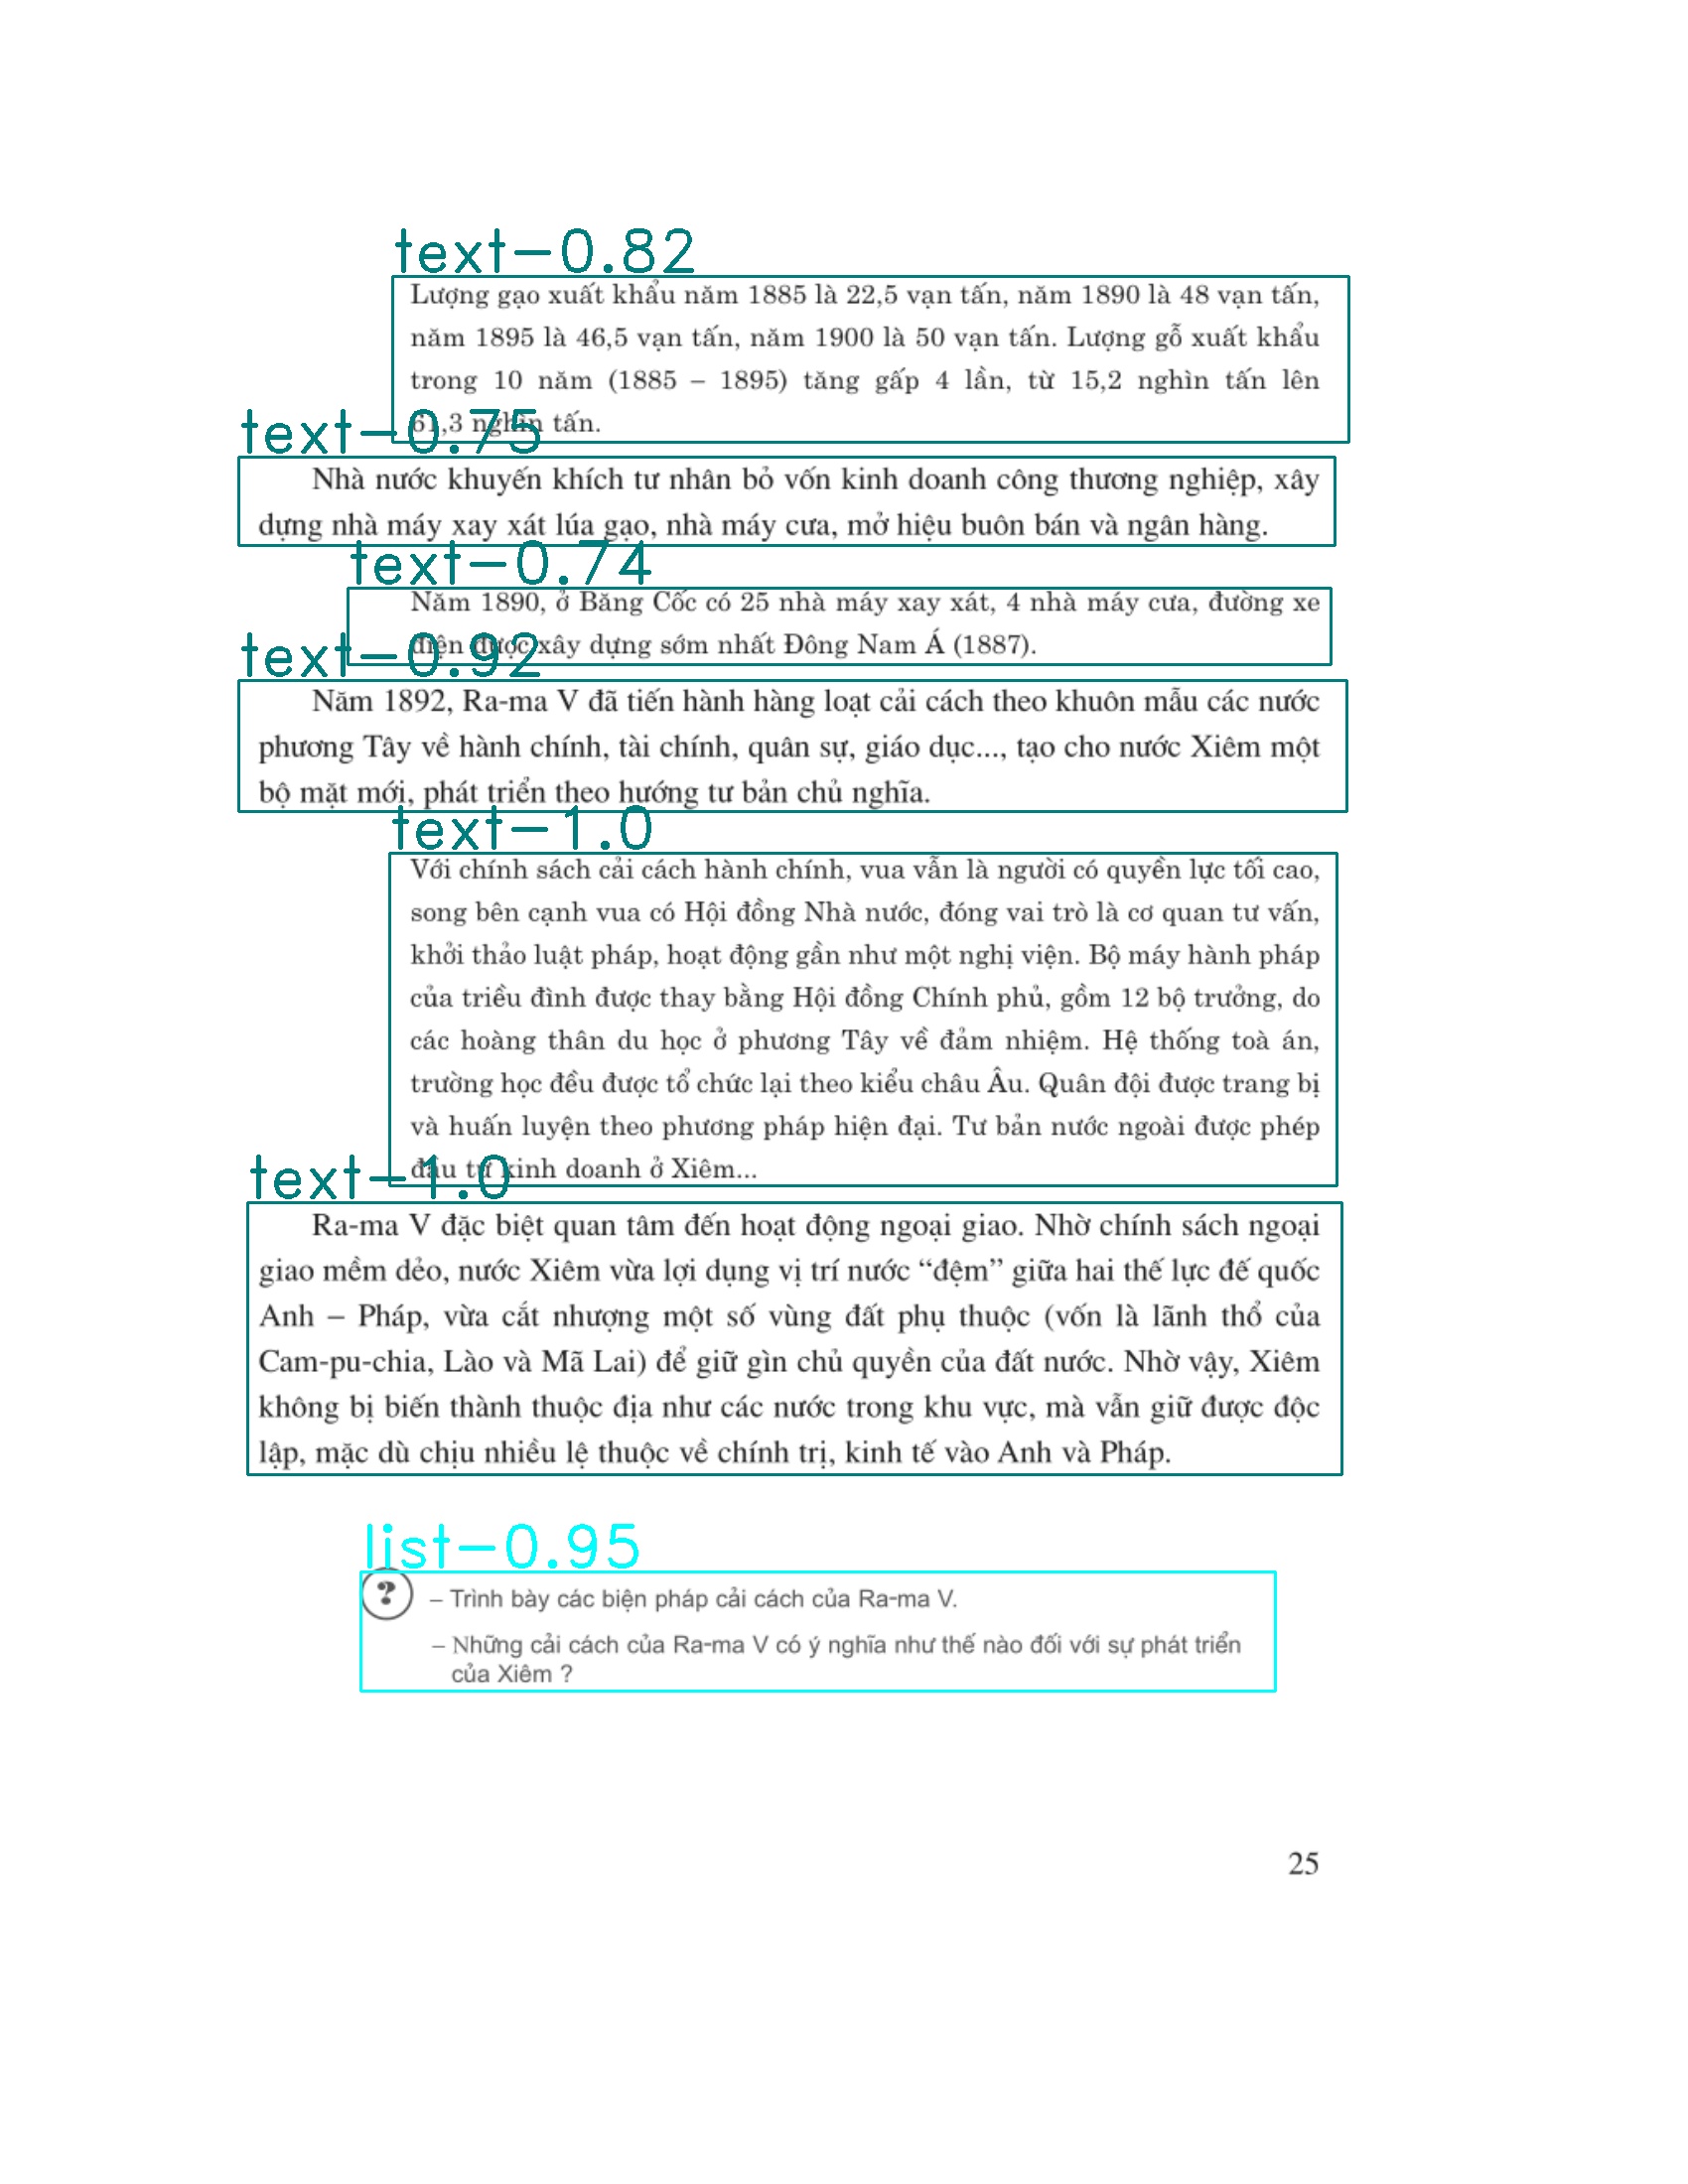 text-0.82
Lượng gạo xuất khẩu năm 1885 là 22,5 vạn tấn, năm 1890 là 48 vạn tấn,
năm 1895 là 46,5 vạn tấn, năm 1900 là 50 vạn tấn. Lượng gỗ xuất khẩu
trong 10 năm (1885 – 1895) tăng gấp 4 lần, từ 15,2 nghìn tấn lên
61,3 nghìn tấn.
text-0.75
Nhà nước khuyến khích tư nhân bỏ vốn kinh doanh công thương nghiệp, xây
dựng nhà máy xay xát lúa gạo, nhà máy cưa, mở hiệu buôn bán và ngân hàng.
text-0.74
Năm 1890, ở Băng Cốc có 25 nhà máy xay xát, 4 nhà máy cưa, đường xe
điện được xây dựng sớm nhất Đông Nam Á (1887).
text-0.92
Năm 1892, Ra-ma V đã tiến hành hàng loạt cải cách theo khuôn mẫu các nước
phương Tây về hành chính, tài chính, quân sự, giáo dục..., tạo cho nước Xiêm một
bộ mặt mới, phát triển theo hướng tư bản chủ nghĩa.
text-1.0
Với chính sách cải cách hành chính, vua vẫn là người có quyền lực tối cao,
song bên cạnh vua có Hội đồng Nhà nước, đóng vai trò là cơ quan tư vấn,
khởi thảo luật pháp, hoạt động gần như một nghị viện. Bộ máy hành pháp
của triều đình được thay bằng Hội đồng Chính phủ, gồm 12 bộ trưởng, do
các hoàng thân du học ở phương Tây về đảm nhiệm. Hệ thống toà án,
trường học đều được tổ chức lại theo kiểu châu Âu. Quân đội được trang bị
và huấn luyện theo phương pháp hiện đại. Tư bản nước ngoài được phép
đầu tư kinh doanh ở Xiêm...
text-1.0
Ra-ma V đặc biệt quan tâm đến hoạt động ngoại giao. Nhờ chính sách ngoại
giao mềm dẻo, nước Xiêm vừa lợi dụng vị trí nước “đệm” giữa hai thế lực đế quốc
Anh – Pháp, vừa cắt nhượng một số vùng đất phụ thuộc (vốn là lãnh thổ của
Cam-pu-chia, Lào và Mã Lai) để giữ gìn chủ quyền của đất nước. Nhờ vậy, Xiêm
không bị biến thành thuộc địa như các nước trong khu vực, mà vẫn giữ được độc
lập, mặc dù chịu nhiều lệ thuộc về chính trị, kinh tế vào Anh và Pháp.
list-0.95
? – Trình bày các biện pháp cải cách của Ra-ma V.
– Những cải cách của Ra-ma V có ý nghĩa như thế nào đối với sự phát triển
của Xiêm ?
25